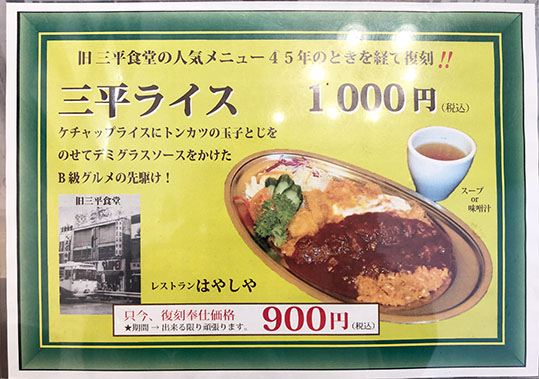 旧三平食堂の人気メニュー45年のときを経て復刻!!
三平ライス 1000円(税込)
ケチャップライスにトンカツの玉子とじを
のせてデミグラスソースをかけた
B級グルメの先駆け!
旧三平食堂
スープ
or
味噌汁
レストランはやしや
只今、復刻奉仕価格 900円(税込)
★期間→出来る限り頑張ります。